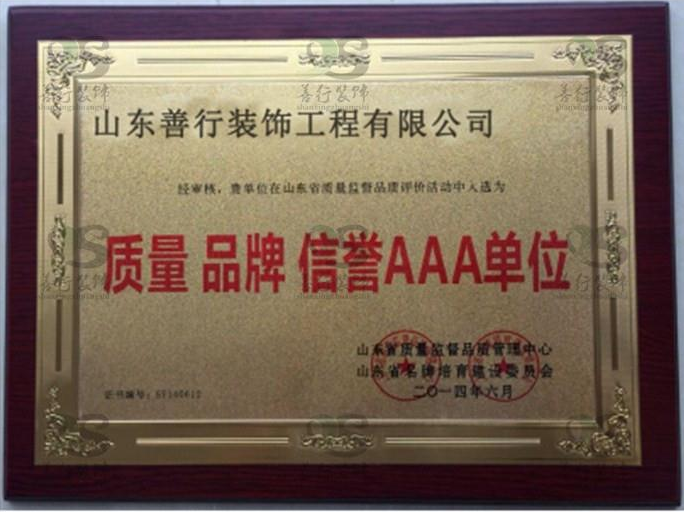 山东善行装饰工程有限公司
经审核，贵单位在山东省质量监督品质评价活动中入选为
质量 品牌 信誉AAA单位
山东省质量监督品质管理中心
山东省名牌培育建设委员会
二〇一四年六月